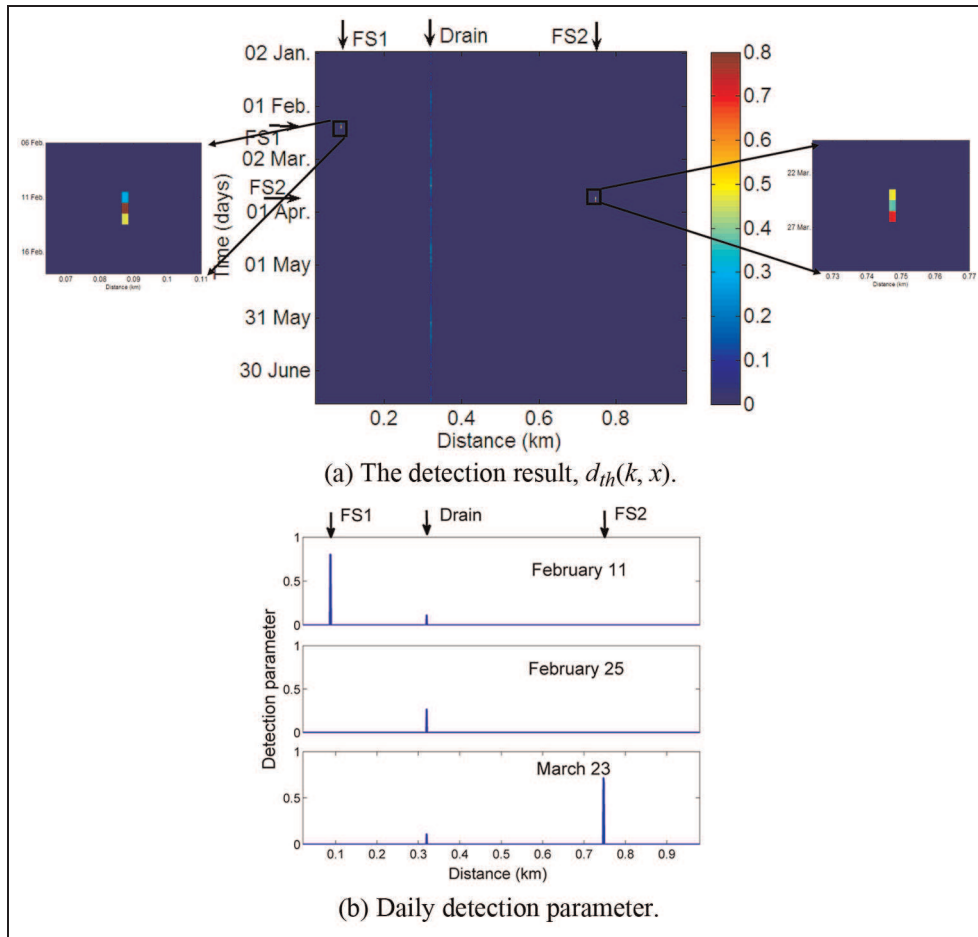 FS1 Drain FS2
02 Jan.
01 Feb.
FS1
02 Mar.
FS2
01 Apr.
01 May
31 May
30 June
Time (days)
0.2 0.4 0.6 0.8
Distance (km)
0.8
0.7
0.6
0.5
0.4
0.3
0.2
0.1
0
06 Feb.
11 Feb.
16 Feb.
0.07 0.08 0.09 0.1 0.11
Distance (km)
22 Mar.
27 Mar.
0.73 0.74 0.75 0.76 0.77
Distance (km)
(a) The detection result, dth(k, x).
FS1 Drain FS2
Detection parameter
1
0.5
0
February 11
1
0.5
0
February 25
1
0.5
0
March 23
0.1 0.2 0.3 0.4 0.5 0.6 0.7 0.8 0.9
Distance (km)
(b) Daily detection parameter.